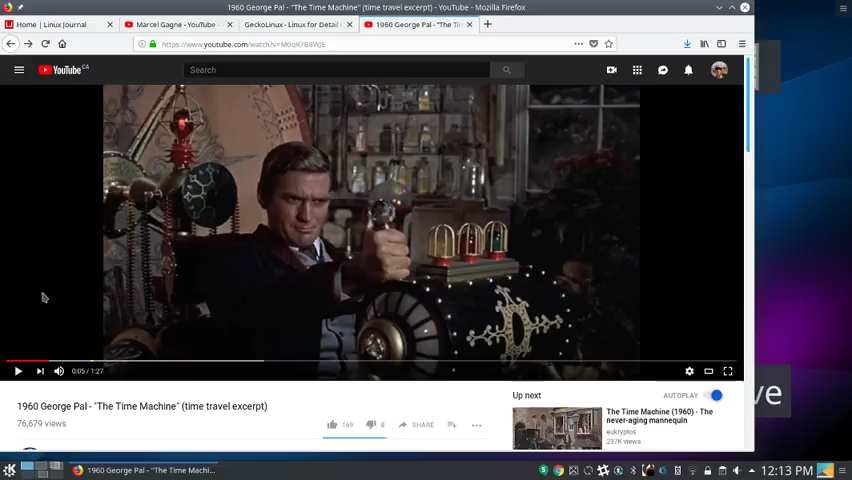 1960 George Pal - "The Time Machine" (time travel excerpt) - YouTube - Mozilla Firefox
Home | Linux Journal
Marcel Gagne - YouTube
GeckoLinux - Linux for Detail
1960 George Pal - "The Tim
https://www.youtube.com/watch?v=
YouTube CA
Search
0:05 / 1:27
1960 George Pal - "The Time Machine" (time travel excerpt)
76,679 views
169
8
SHARE
Up next
AUTOPLAY
The Time Machine (1960) - The
never-aging mannequin
eukryptos
237K views
ve
1960 George Pal - "The Time Machi...
12:13 PM